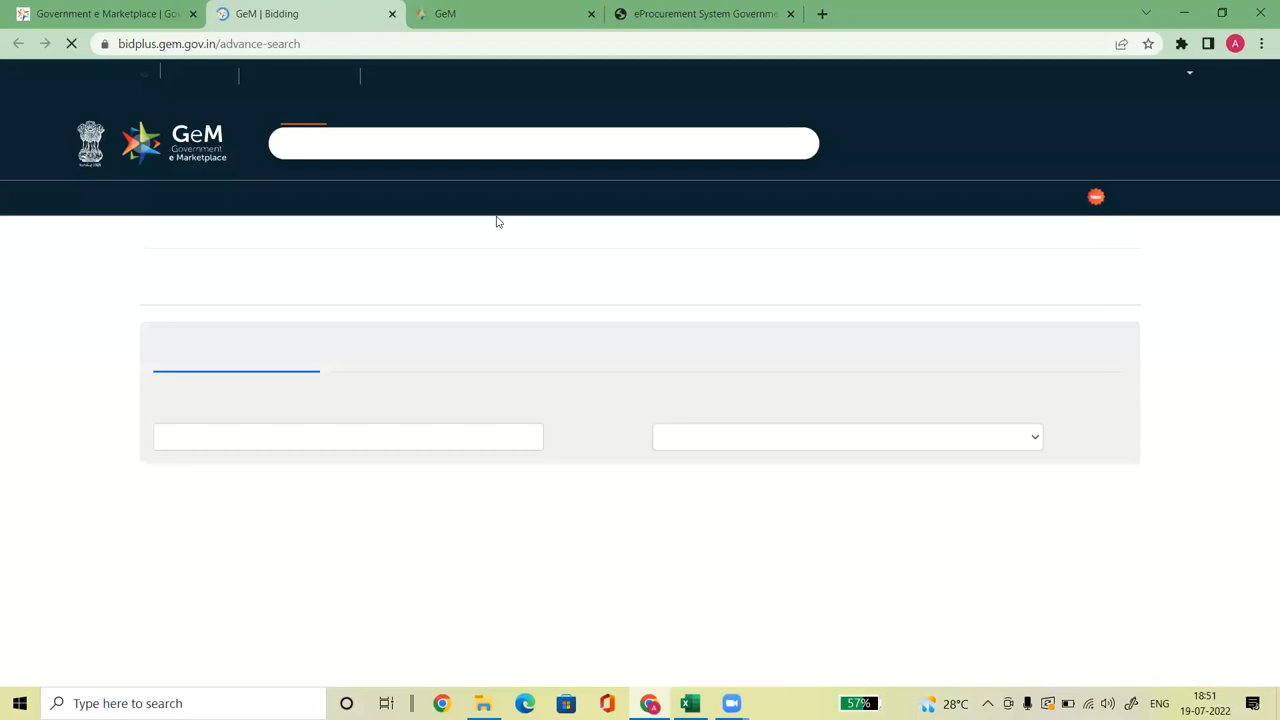 Government e Marketplace | Go
GeM | Bidding
GeM
eProcurement System Governme
bidplus.gem.gov.in/advance-search
A
GeM
Government
e Marketplace
Type here to search
57%
28°C
ENG
18:51
19-07-2022